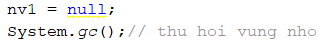 nv1 = null;
System.gc();// thu hoi vung nho